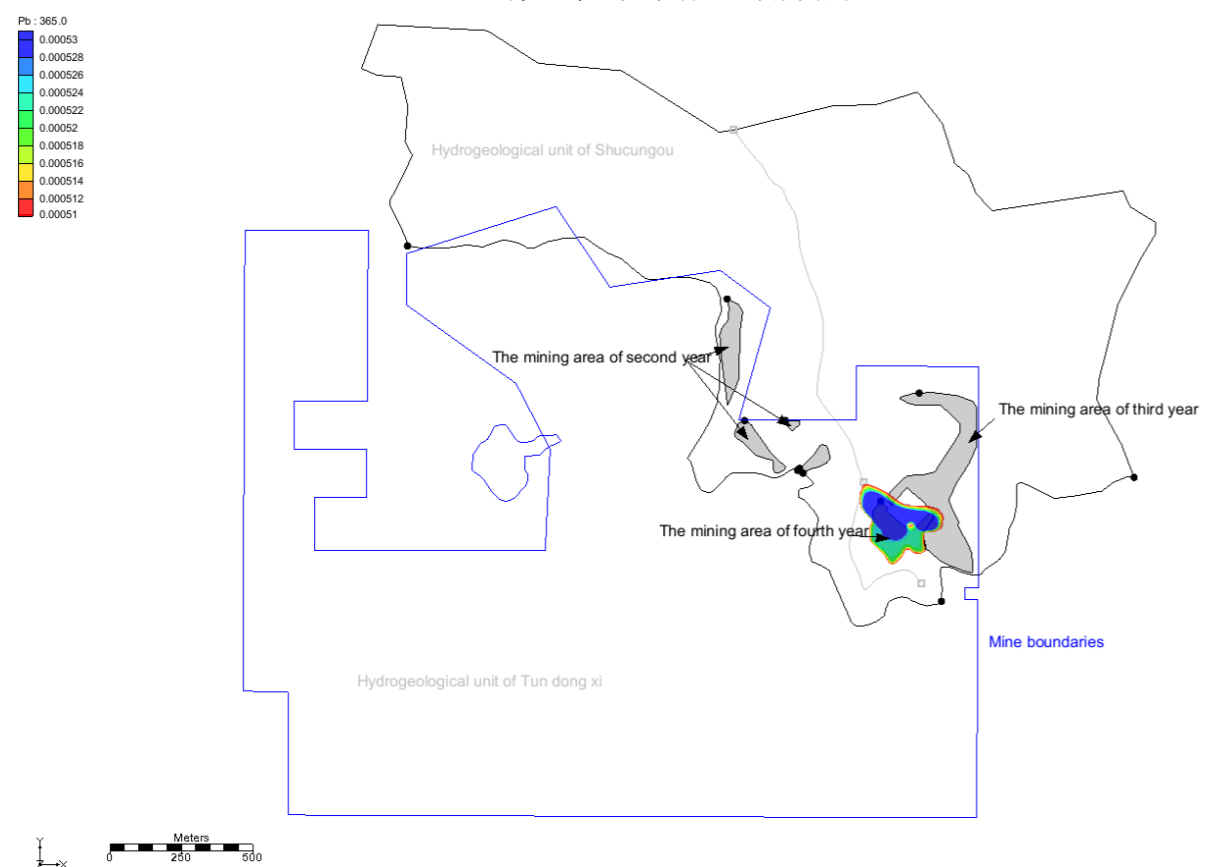 Pb : 365.0
0.00053
0.000528
0.000526
0.000524
0.000522
0.00052
0.000518
0.000516
0.000514
0.000512
0.00051
Hydrogeological unit of Shucungou
The mining area of second year
The mining area of third year
The mining area of fourth year
Mine boundaries
Hydrogeological unit of Tun dong xi
Meters
0 250 500
Y
Z X